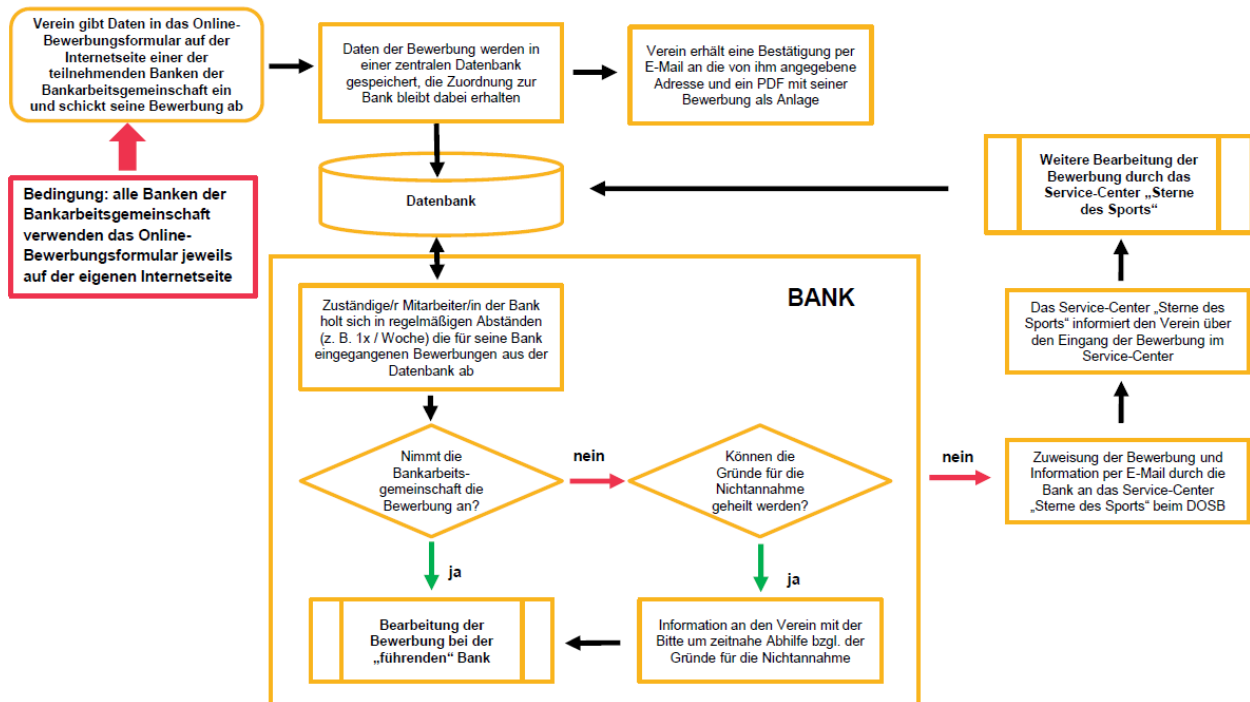 Verein gibt Daten in das Online-
Bewerbungsformular auf der
Internetseite einer der
teilnehmenden Banken der
Bankarbeitsgemeinschaft ein
und schickt seine Bewerbung ab
Daten der Bewerbung werden in
einer zentralen Datenbank
gespeichert, die Zuordnung zur
Bank bleibt dabei erhalten
Verein erhält eine Bestätigung per
E-Mail an die von ihm angegebene
Adresse und ein PDF mit seiner
Bewerbung als Anlage
Bedingung: alle Banken der
Bankarbeitsgemeinschaft
verwenden das Online-
Bewerbungsformular jeweils
auf der eigenen Internetseite
Datenbank
Weitere Bearbeitung der
Bewerbung durch das
Service-Center „Sterne
des Sports“
BANK
Zuständige/r Mitarbeiter/in der Bank
holt sich in regelmäßigen Abständen
(z. B. 1x / Woche) die für seine Bank
eingegangenen Bewerbungen aus der
Datenbank ab
Das Service-Center „Sterne des
Sports“ informiert den Verein über
den Eingang der Bewerbung im
Service-Center
Nimmt die
Bankarbeits-
gemeinschaft die
Bewerbung an?
nein
Können die
Gründe für die
Nichtannahme
geheilt werden?
nein
Zuweisung der Bewerbung und
Information per E-Mail durch die
Bank an das Service-Center
„Sterne des Sports“ beim DOSB
ja
ja
Bearbeitung der
Bewerbung bei der
„führenden“ Bank
Information an den Verein mit der
Bitte um zeitnahe Abhilfe bzgl. der
Gründe für die Nichtannahme